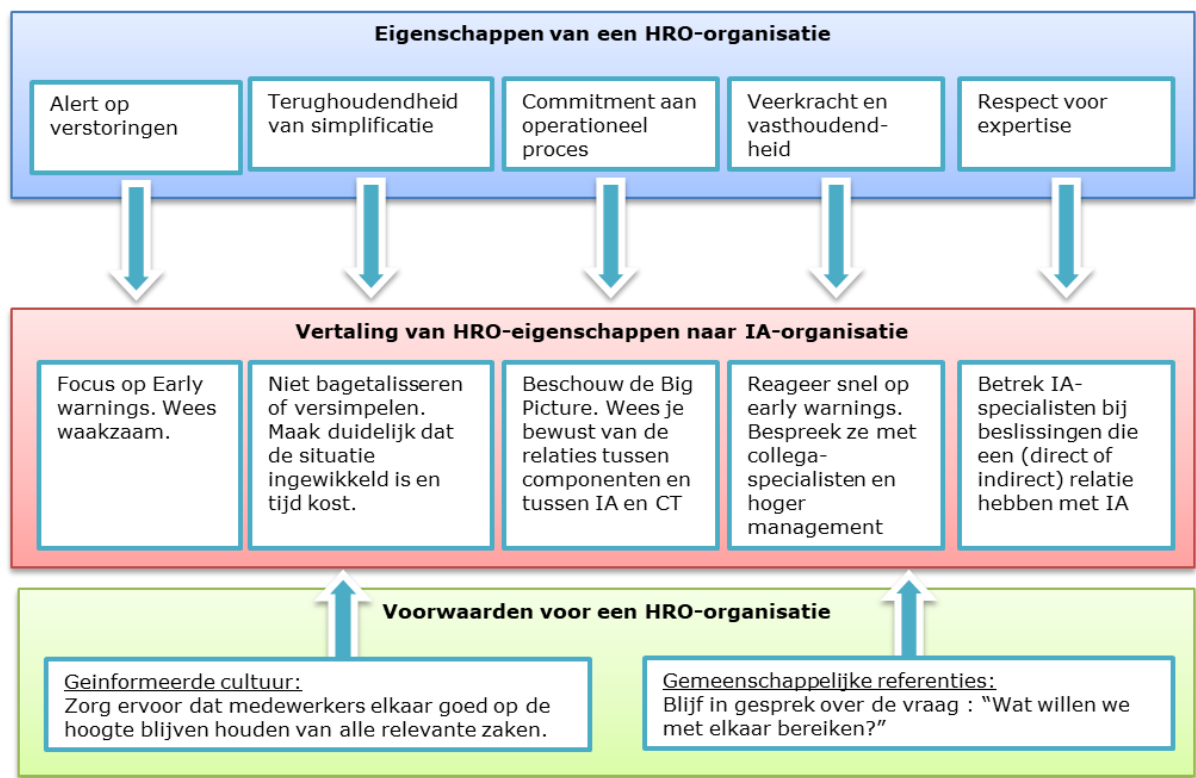 Eigenschappen van een HRO-organisatie
Alert op
verstoringen
Terughoudendheid
van simplificatie
Commitment aan
operationeel
proces
Veerkracht en
vasthoudend-
heid
Respect voor
expertise
Vertaling van HRO-eigenschappen naar IA-organisatie
Focus op Early
warnings. Wees
waakzaam.
Niet bagetalisseren
of versimpelen.
Maak duidelijk dat
de situatie
ingewikkeld is en
tijd kost.
Beschouw de Big
Picture. Wees je
bewust van de
relaties tussen
componenten en
tussen IA en CT
Reageer snel op
early warnings.
Bespreek ze met
collega-
specialisten en
hoger
management
Betrek IA-
specialisten bij
beslissingen die
een (direct of
indirect) relatie
hebben met IA
Voorwaarden voor een HRO-organisatie
Geinformeerde cultuur:
Zorg ervoor dat medewerkers elkaar goed op de
hoogte blijven houden van alle relevante zaken.
Gemeenschappelijke referenties:
Blijf in gesprek over de vraag : “Wat willen we
met elkaar bereiken?”